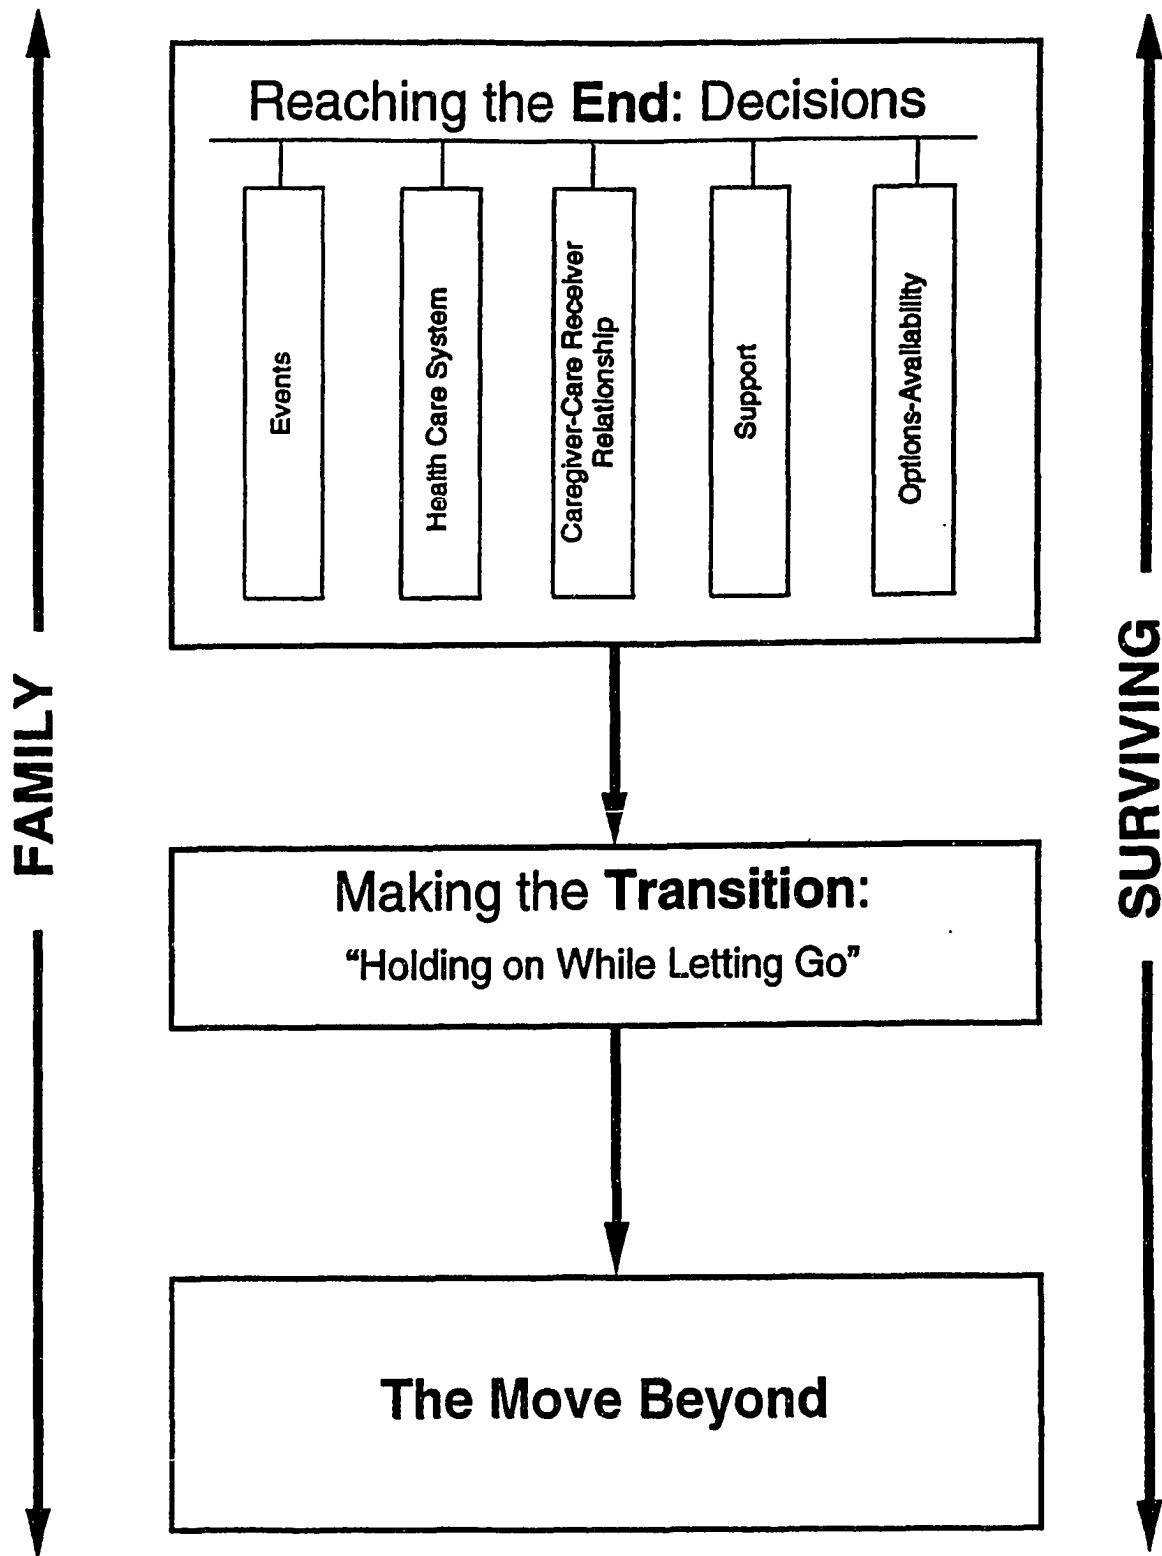 Reaching the End: Decisions
Events
Health Care System
Caregiver-Care Receiver
Relationship
Support
Options-Availability
FAMILY
SURVIVING
Making the Transition:
“Holding on While Letting Go”
The Move Beyond